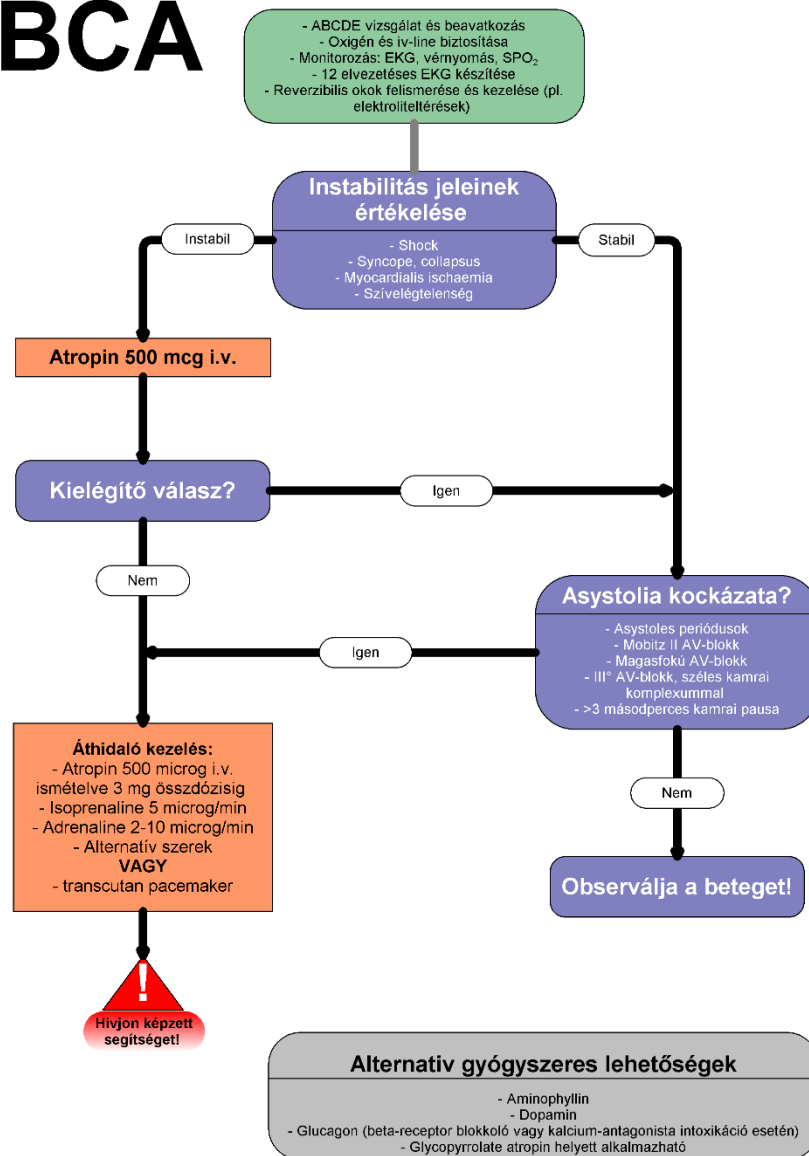 BCA
- ABCDE vizsgálat és beavatkozás
- Oxigén és iv-line biztosítása
- Monitorozás: EKG, vérnyomás, SPO₂
- 12 elvezetéses EKG készítése
- Reverzibilis okok felismerése és kezelése (pl.
elektroliteltérések)
Instabilitás jeleinek
értékelése
- Shock
- Syncope, collapsus
- Myocardialis ischaemia
- Szívelégtelenség
Instabil
Stabil
Atropin 500 mcg i.v.
Kielégítő válasz?
Igen
Nem
Asystolia kockázata?
- Asystoles periódusok
- Mobitz II AV-blokk
- Magasfokú AV-blokk
- III° AV-blokk, széles kamrai
komplexummal
- >3 másodperces kamrai pausa
Igen
Áthidaló kezelés:
- Atropin 500 microg i.v.
ismételve 3 mg összdózisig
- Isoprenaline 5 microg/min
- Adrenaline 2-10 microg/min
- Alternatív szerek
VAGY
- transcutan pacemaker
Nem
Observálja a beteget!
!
Hívjon képzett
segítséget!
Alternativ gyógyszeres lehetőségek
- Aminophyllin
- Dopamin
- Glucagon (beta-receptor blokkoló vagy kalcium-antagonista intoxikáció esetén)
- Glycopyrrolate atropin helyett alkalmazható